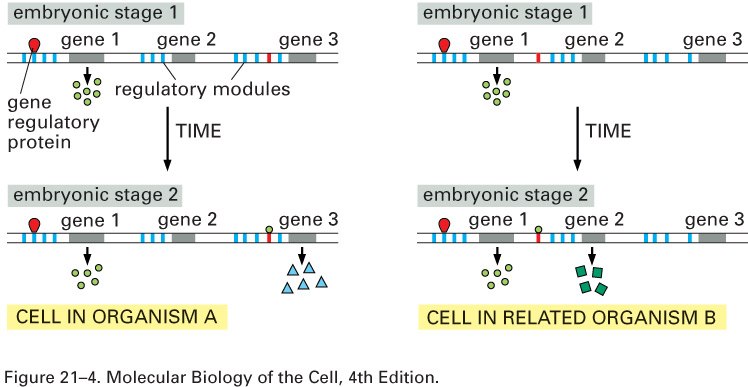 embryonic stage 1
gene 1 gene 2 gene 3
gene
regulatory
protein
regulatory modules
TIME
embryonic stage 2
gene 1 gene 2 gene 3
CELL IN ORGANISM A
embryonic stage 1
gene 1 gene 2 gene 3
TIME
embryonic stage 2
gene 1 gene 2 gene 3
CELL IN RELATED ORGANISM B
Figure 21–4. Molecular Biology of the Cell, 4th Edition.